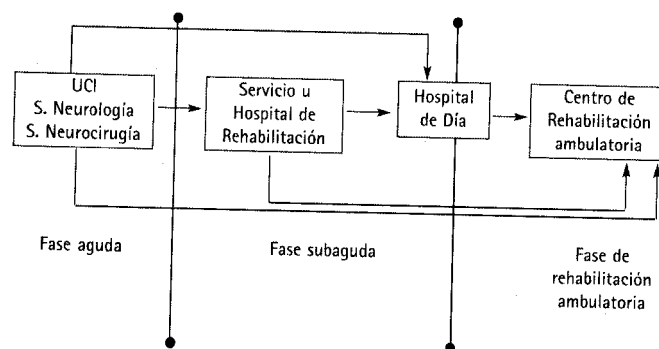 UCI
S. Neurología
S. Neurocirugía
Servicio u
Hospital de
Rehabilitación
Hospital
de Día
Centro de
Rehabilitación
ambulatoria
Fase aguda
Fase subaguda
Fase de
rehabilitación
ambulatoria